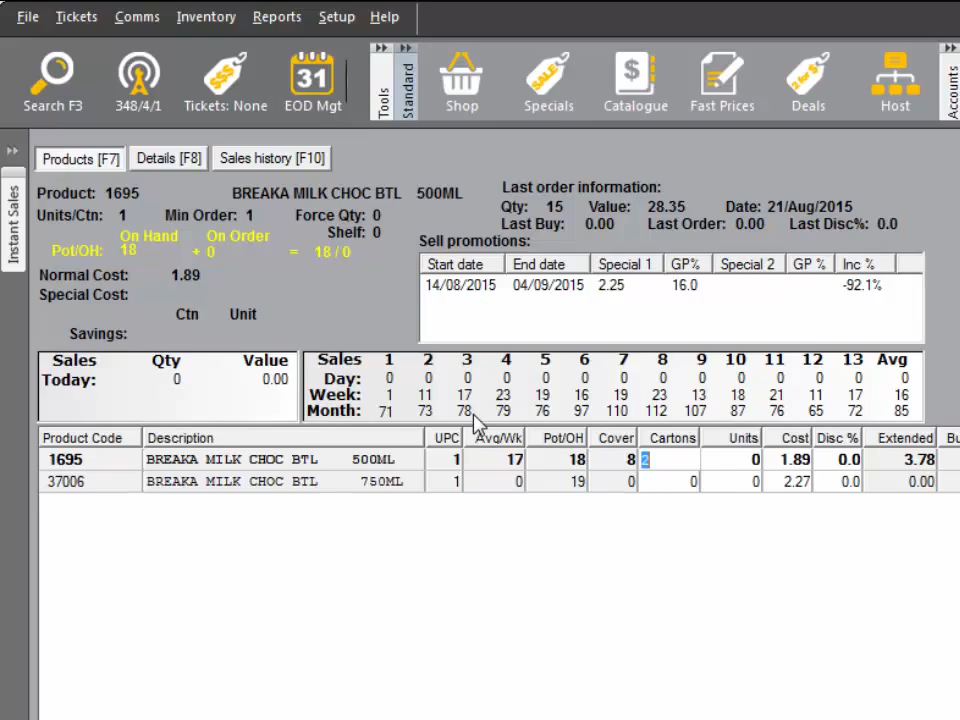 File Tickets Comms Inventory Reports Setup Help
Search F3 348/4/1 Tickets: None EOD Mgt Tools Standard Shop Specials Catalogue Fast Prices Deals Host Accounts
Instant Sales
Products [F7] Details [F8] Sales history [F10]
Product: 1695 BREAKA MILK CHOC BTL 500ML
Units/Ctn: 1 Min Order: 1 Force Qty: 0
Shelf: 0
On Hand On Order
Pot/OH: 18 + 0 = 18 / 0
Normal Cost: 1.89
Special Cost:
Ctn Unit
Savings:
Last order information:
Qty: 15 Value: 28.35 Date: 21/Aug/2015
Last Buy: 0.00 Last Order: 0.00 Last Disc%: 0.0
Sell promotions:
Start date End date Special 1 GP% Special 2 GP % Inc %
14/08/2015 04/09/2015 2.25 16.0 -92.1%
Sales Qty Value
Today: 0 0.00
Sales 1 2 3 4 5 6 7 8 9 10 11 12 13 Avg
Day: 0 0 0 0 0 0 0 0 0 0 0 0 0 0
Week: 1 11 17 23 19 16 19 23 13 18 21 11 17 16
Month: 71 73 78 79 76 97 110 112 107 87 76 65 72 85
Product Code Description UPC Avg/Wk Pot/OH Cover Cartons Units Cost Disc % Extended
1695 BREAKA MILK CHOC BTL 500ML 1 17 18 8 2 0 1.89 0.0 3.78
37006 BREAKA MILK CHOC BTL 750ML 1 0 19 0 0 0 2.27 0.0 0.00